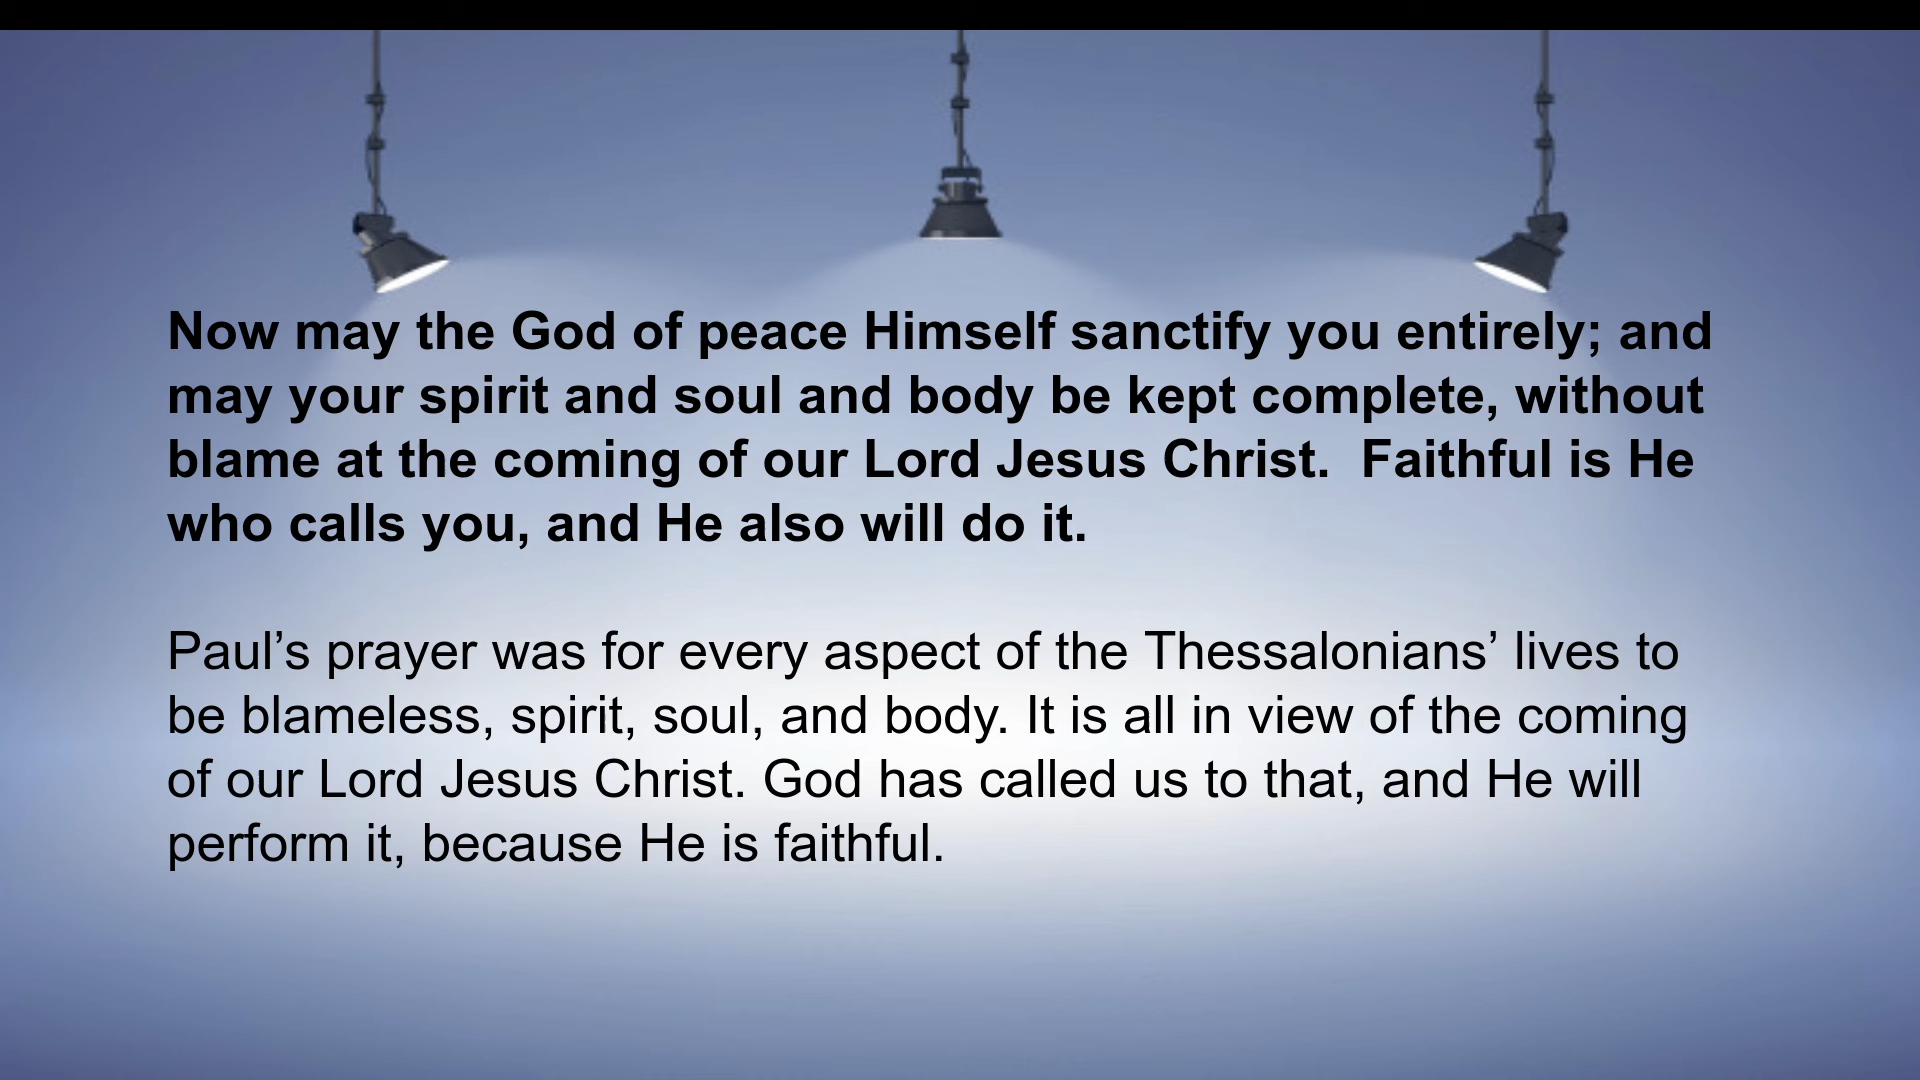 Now may the God of peace Himself sanctify you entirely; and
may your spirit and soul and body be kept complete, without
blame at the coming of our Lord Jesus Christ.  Faithful is He
who calls you, and He also will do it.
Paul’s prayer was for every aspect of the Thessalonians’ lives to
be blameless, spirit, soul, and body. It is all in view of the coming
of our Lord Jesus Christ. God has called us to that, and He will
perform it, because He is faithful.